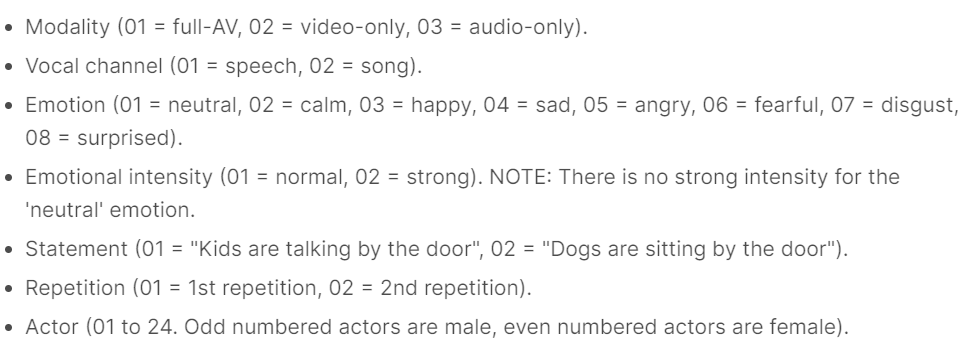 • Modality (01 = full-AV, 02 = video-only, 03 = audio-only).
• Vocal channel (01 = speech, 02 = song).
• Emotion (01 = neutral, 02 = calm, 03 = happy, 04 = sad, 05 = angry, 06 = fearful, 07 = disgust,
08 = surprised).
• Emotional intensity (01 = normal, 02 = strong). NOTE: There is no strong intensity for the
'neutral' emotion.
• Statement (01 = "Kids are talking by the door", 02 = "Dogs are sitting by the door").
• Repetition (01 = 1st repetition, 02 = 2nd repetition).
• Actor (01 to 24. Odd numbered actors are male, even numbered actors are female).